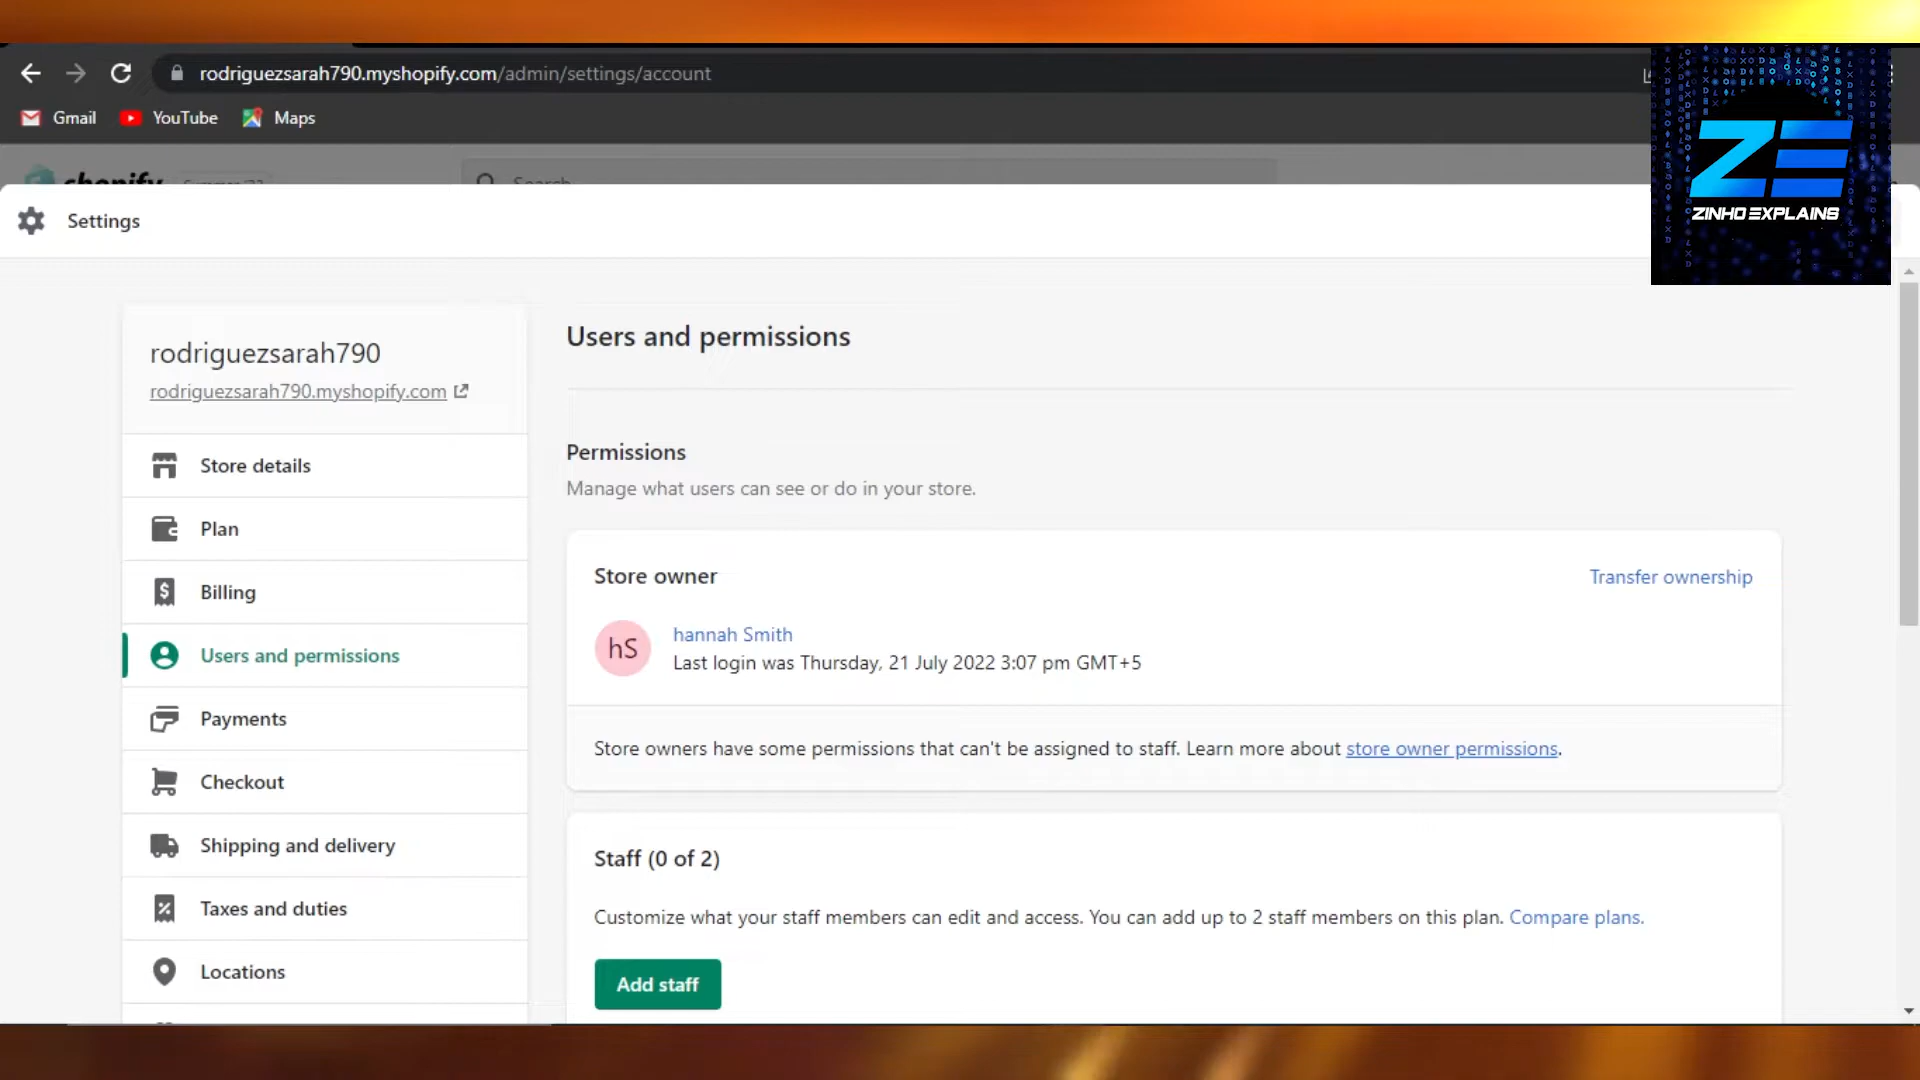 rodriguezsarah790.myshopify.com/admin/settings/account
Gmail
YouTube
Maps
shopify
Summer '22
Search
ZE
ZINHO EXPLAINS
Settings
rodriguezsarah790
rodriguezsarah790.myshopify.com
Store details
Plan
Billing
Users and permissions
Payments
Checkout
Shipping and delivery
Taxes and duties
Locations
Users and permissions
Permissions
Manage what users can see or do in your store.
Store owner
Transfer ownership
hS
hannah Smith
Last login was Thursday, 21 July 2022 3:07 pm GMT+5
Store owners have some permissions that can't be assigned to staff. Learn more about store owner permissions.
Staff (0 of 2)
Customize what your staff members can edit and access. You can add up to 2 staff members on this plan. Compare plans.
Add staff